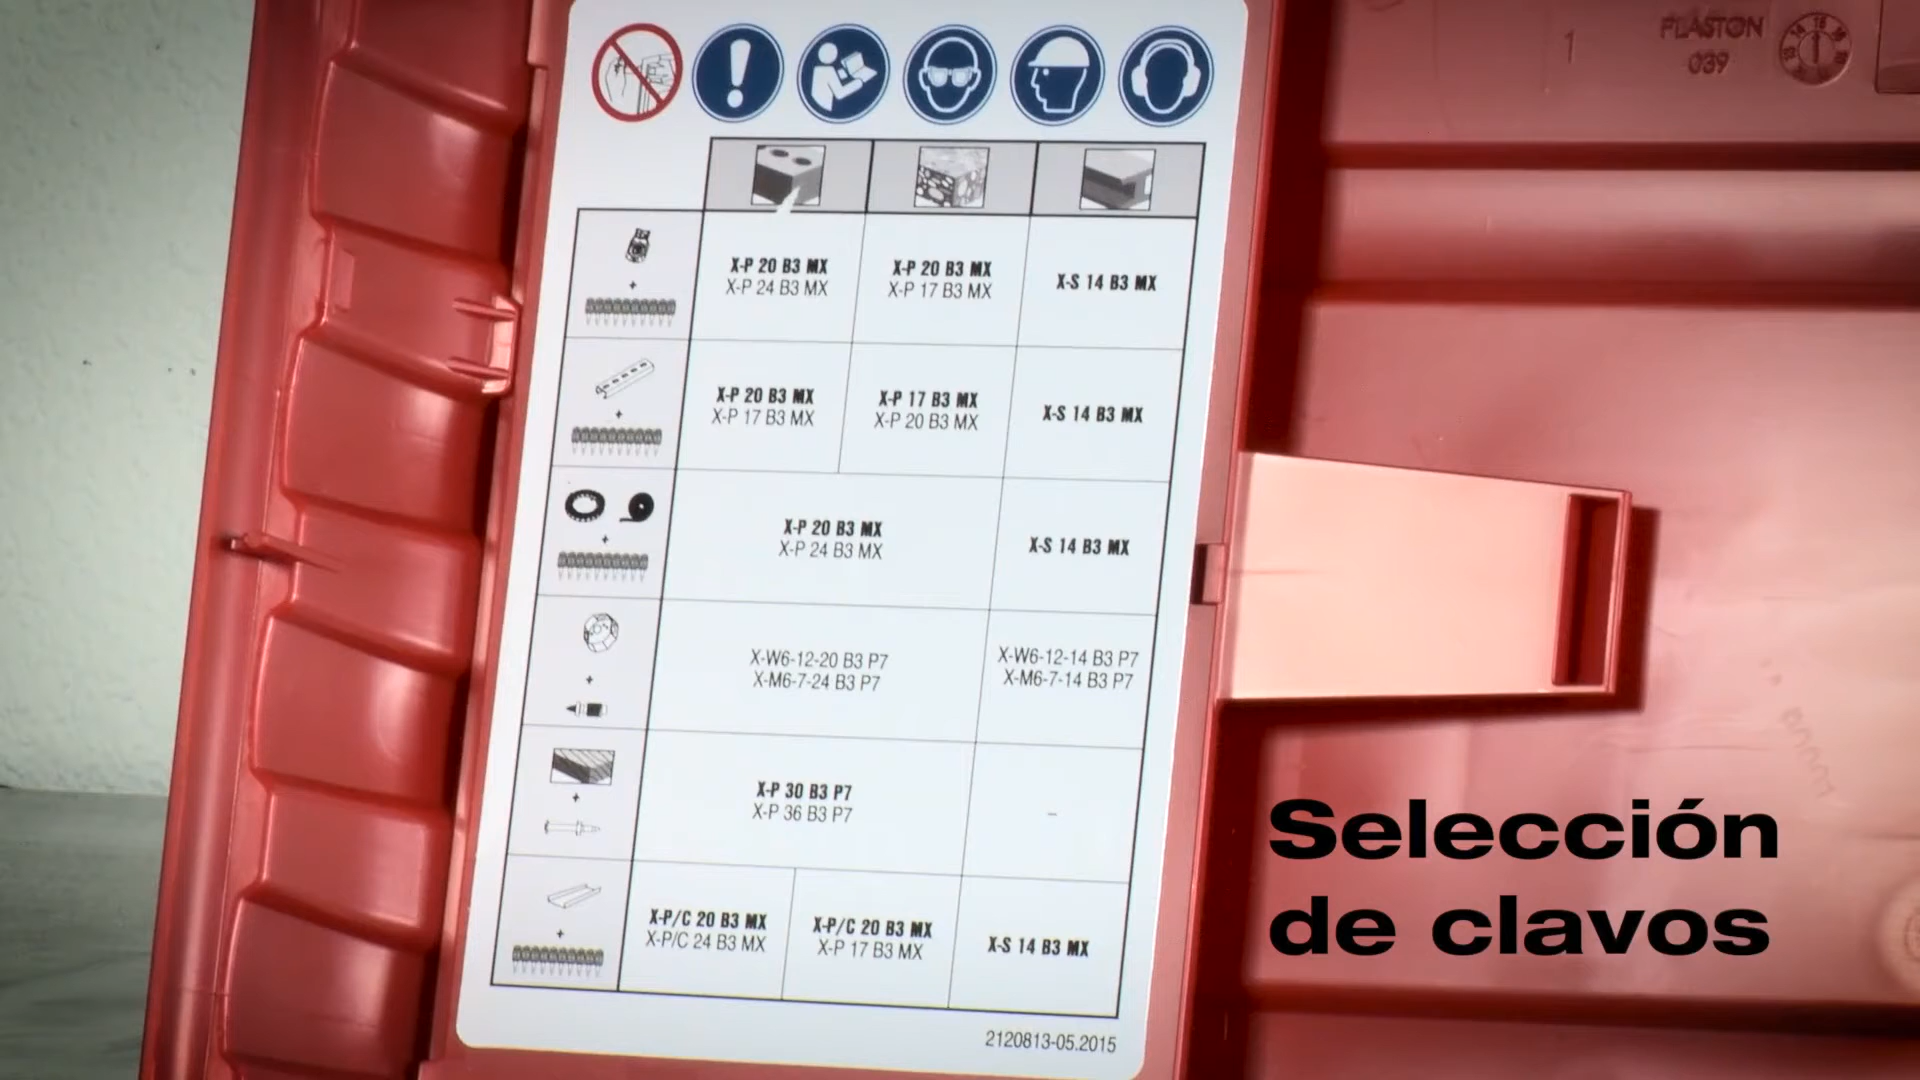 1
PLASTON
039
X-P 20 B3 MX
X-P 24 B3 MX
X-P 20 B3 MX
X-P 17 B3 MX
X-S 14 B3 MX
X-P 20 B3 MX
X-P 17 B3 MX
X-P 17 B3 MX
X-P 20 B3 MX
X-S 14 B3 MX
X-P 20 B3 MX
X-P 24 B3 MX
X-S 14 B3 MX
X-W6-12-20 B3 P7
X-M6-7-24 B3 P7
X-W6-12-14 B3 P7
X-M6-7-14 B3 P7
X-P 30 B3 P7
X-P 36 B3 P7
-
X-P/C 20 B3 MX
X-P/C 24 B3 MX
X-P/C 20 B3 MX
X-P 17 B3 MX
X-S 14 B3 MX
2120813-05.2015
Selección
de clavos